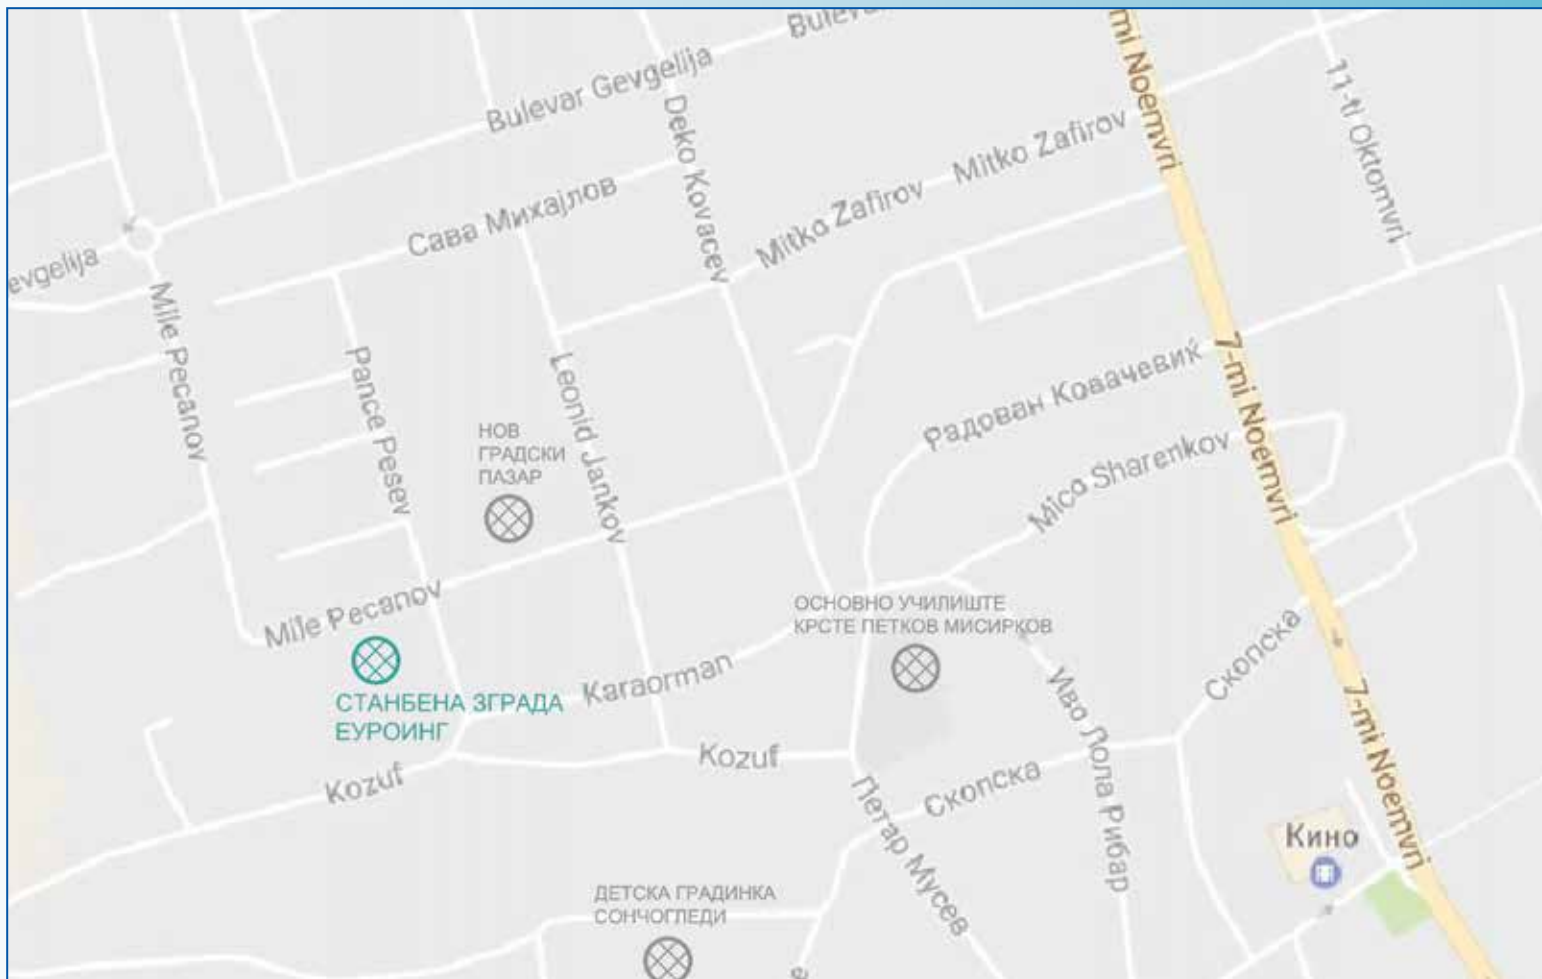 Bulevar
Bulevar Gevgelija
mi Noemvri
11-ti Oktomvri
Deko Kovacev
Mitko Zafirov
Mitko Zafirov
Сава Михајлов
evgelija
Mile Pecanov
Pance Pesev
Leonid Jankov
7-mi Noemvri
Радован Ковачевиќ
Mico Sharenkov
НОВ
ГРАДСКИ
ПАЗАР
Mile Pecanov
ОСНОВНО УЧИЛИШТЕ
КРСТЕ ПЕТКОВ МИСИРКОВ
Скопска
Karaorman
СТАНБЕНА ЗГРАДА
ЕУРОИНГ
Иво Лола Рибар
7-mi Noemvri
Kozuf
Kozuf
Скопска
Петар Мусев
Кино
ДЕТСКА ГРАДИНКА
СОНЧОГЛЕДИ